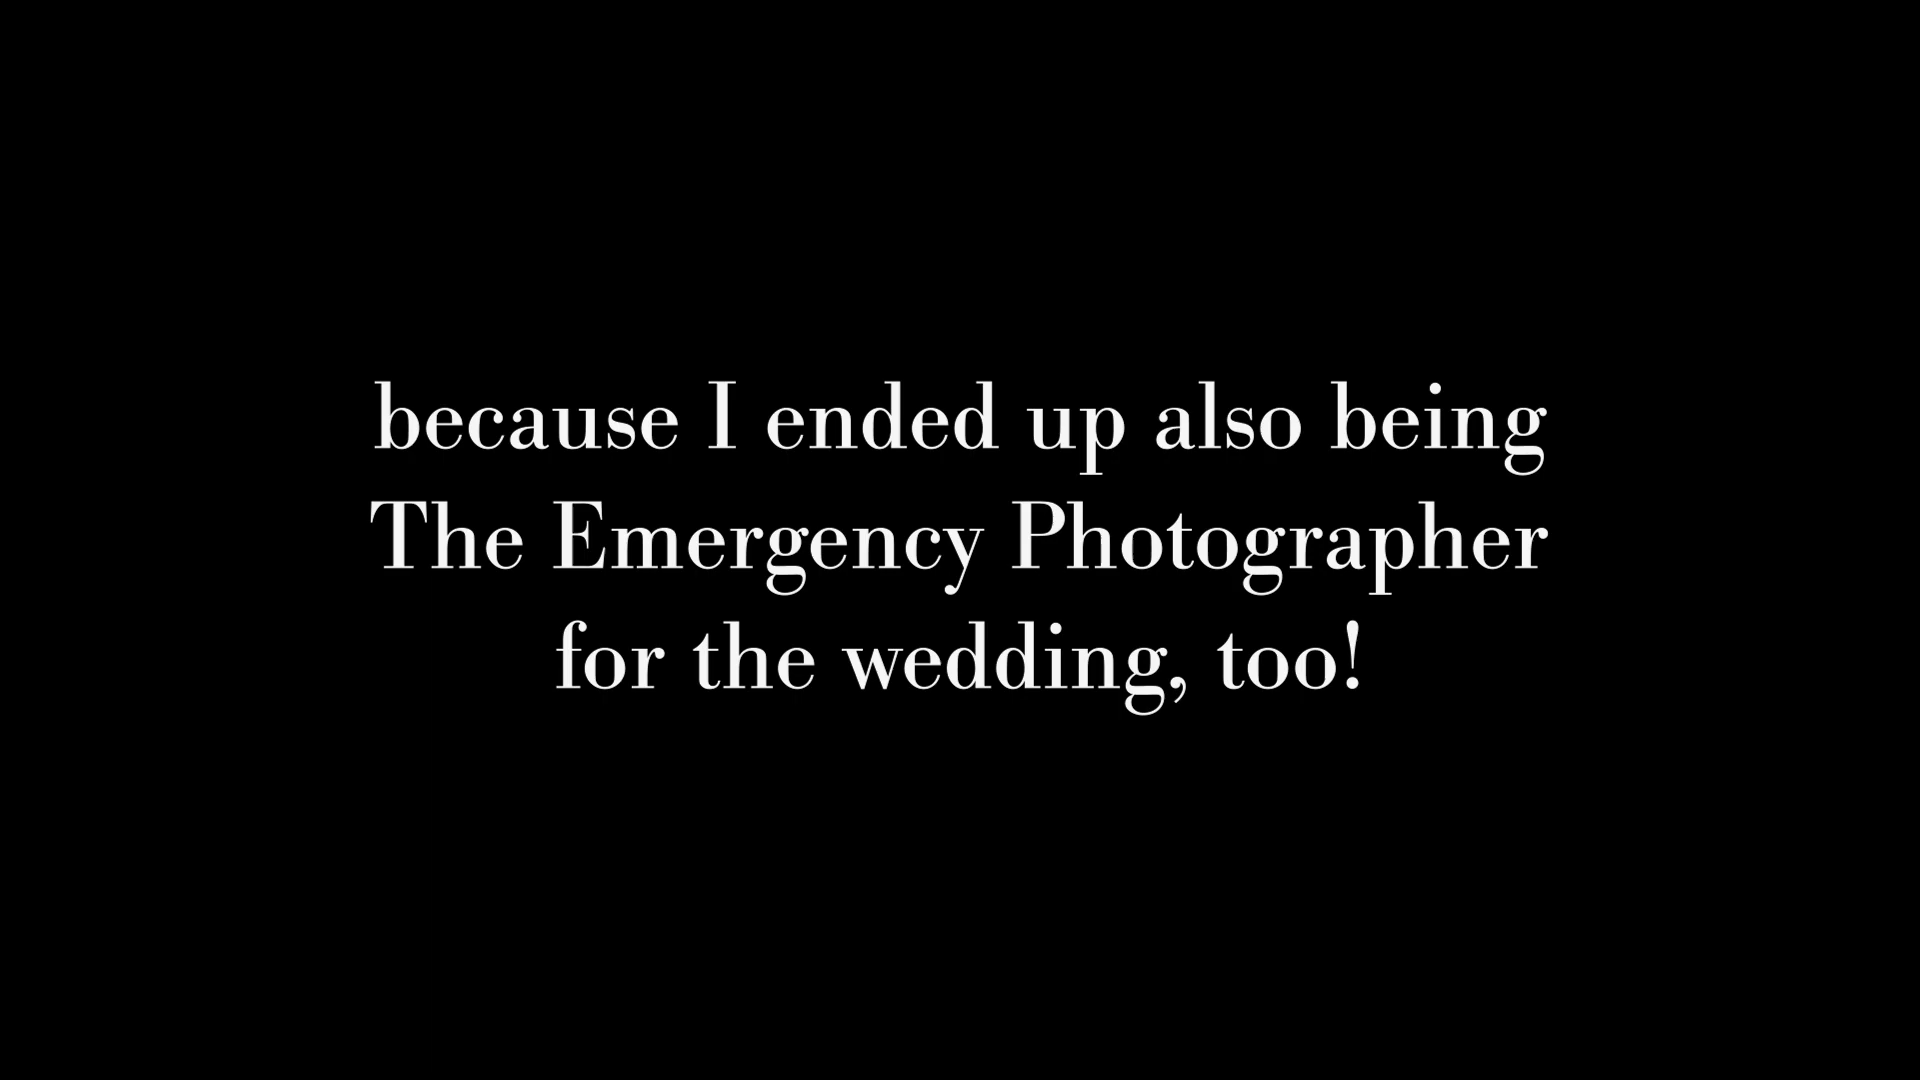 because I ended up also being
The Emergency Photographer
for the wedding, too!